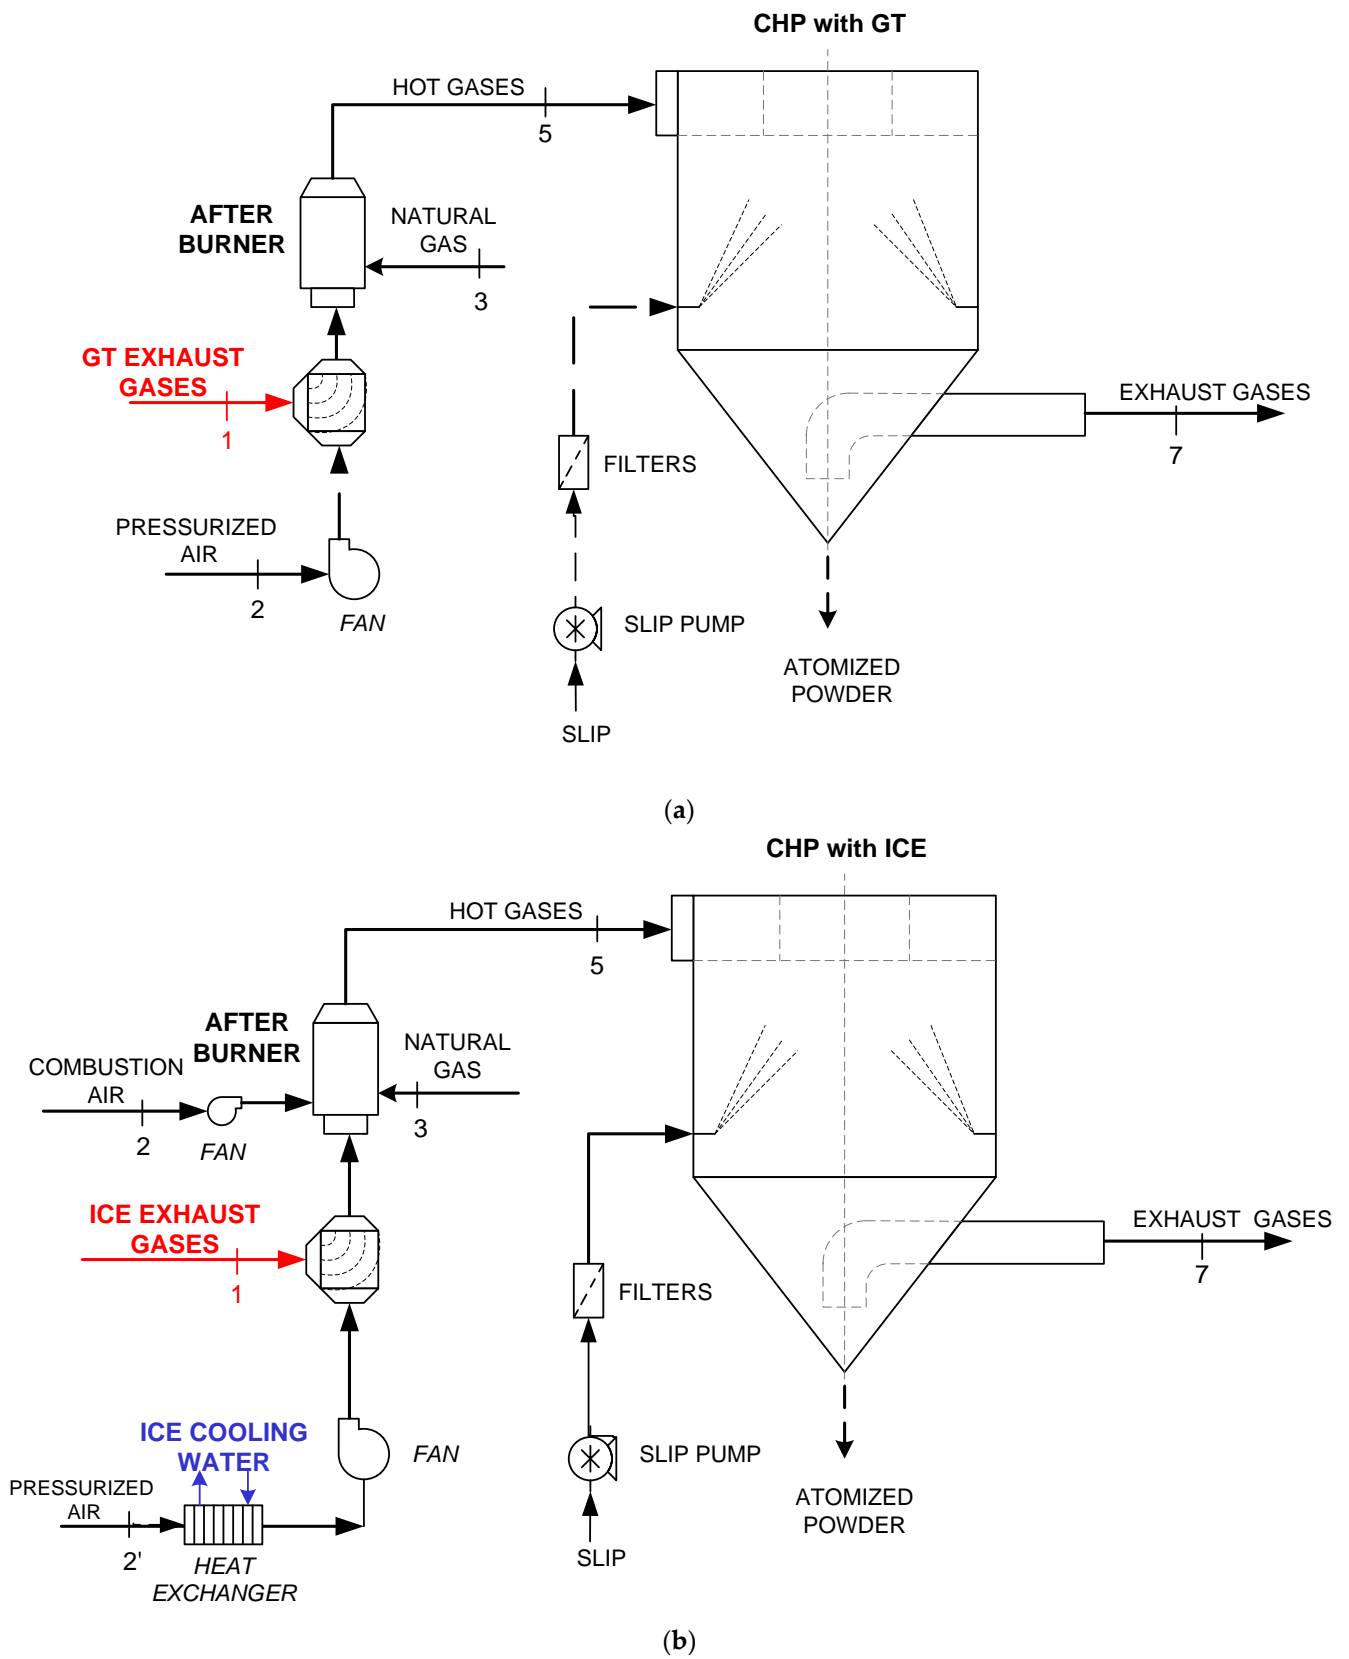 CHP with GT
HOT GASES
5
AFTER
BURNER
NATURAL
GAS
3
GT EXHAUST
GASES
1
EXHAUST GASES
7
FILTERS
PRESSURIZED
AIR
2
FAN
SLIP PUMP
ATOMIZED
POWDER
SLIP
(a)
CHP with ICE
HOT GASES
5
AFTER
BURNER
NATURAL
GAS
3
COMBUSTION
AIR
2
FAN
ICE EXHAUST
GASES
1
EXHAUST GASES
7
FILTERS
ICE COOLING
WATER
FAN
SLIP PUMP
PRESSURIZED
AIR
2'
HEAT
EXCHANGER
ATOMIZED
POWDER
SLIP
(b)